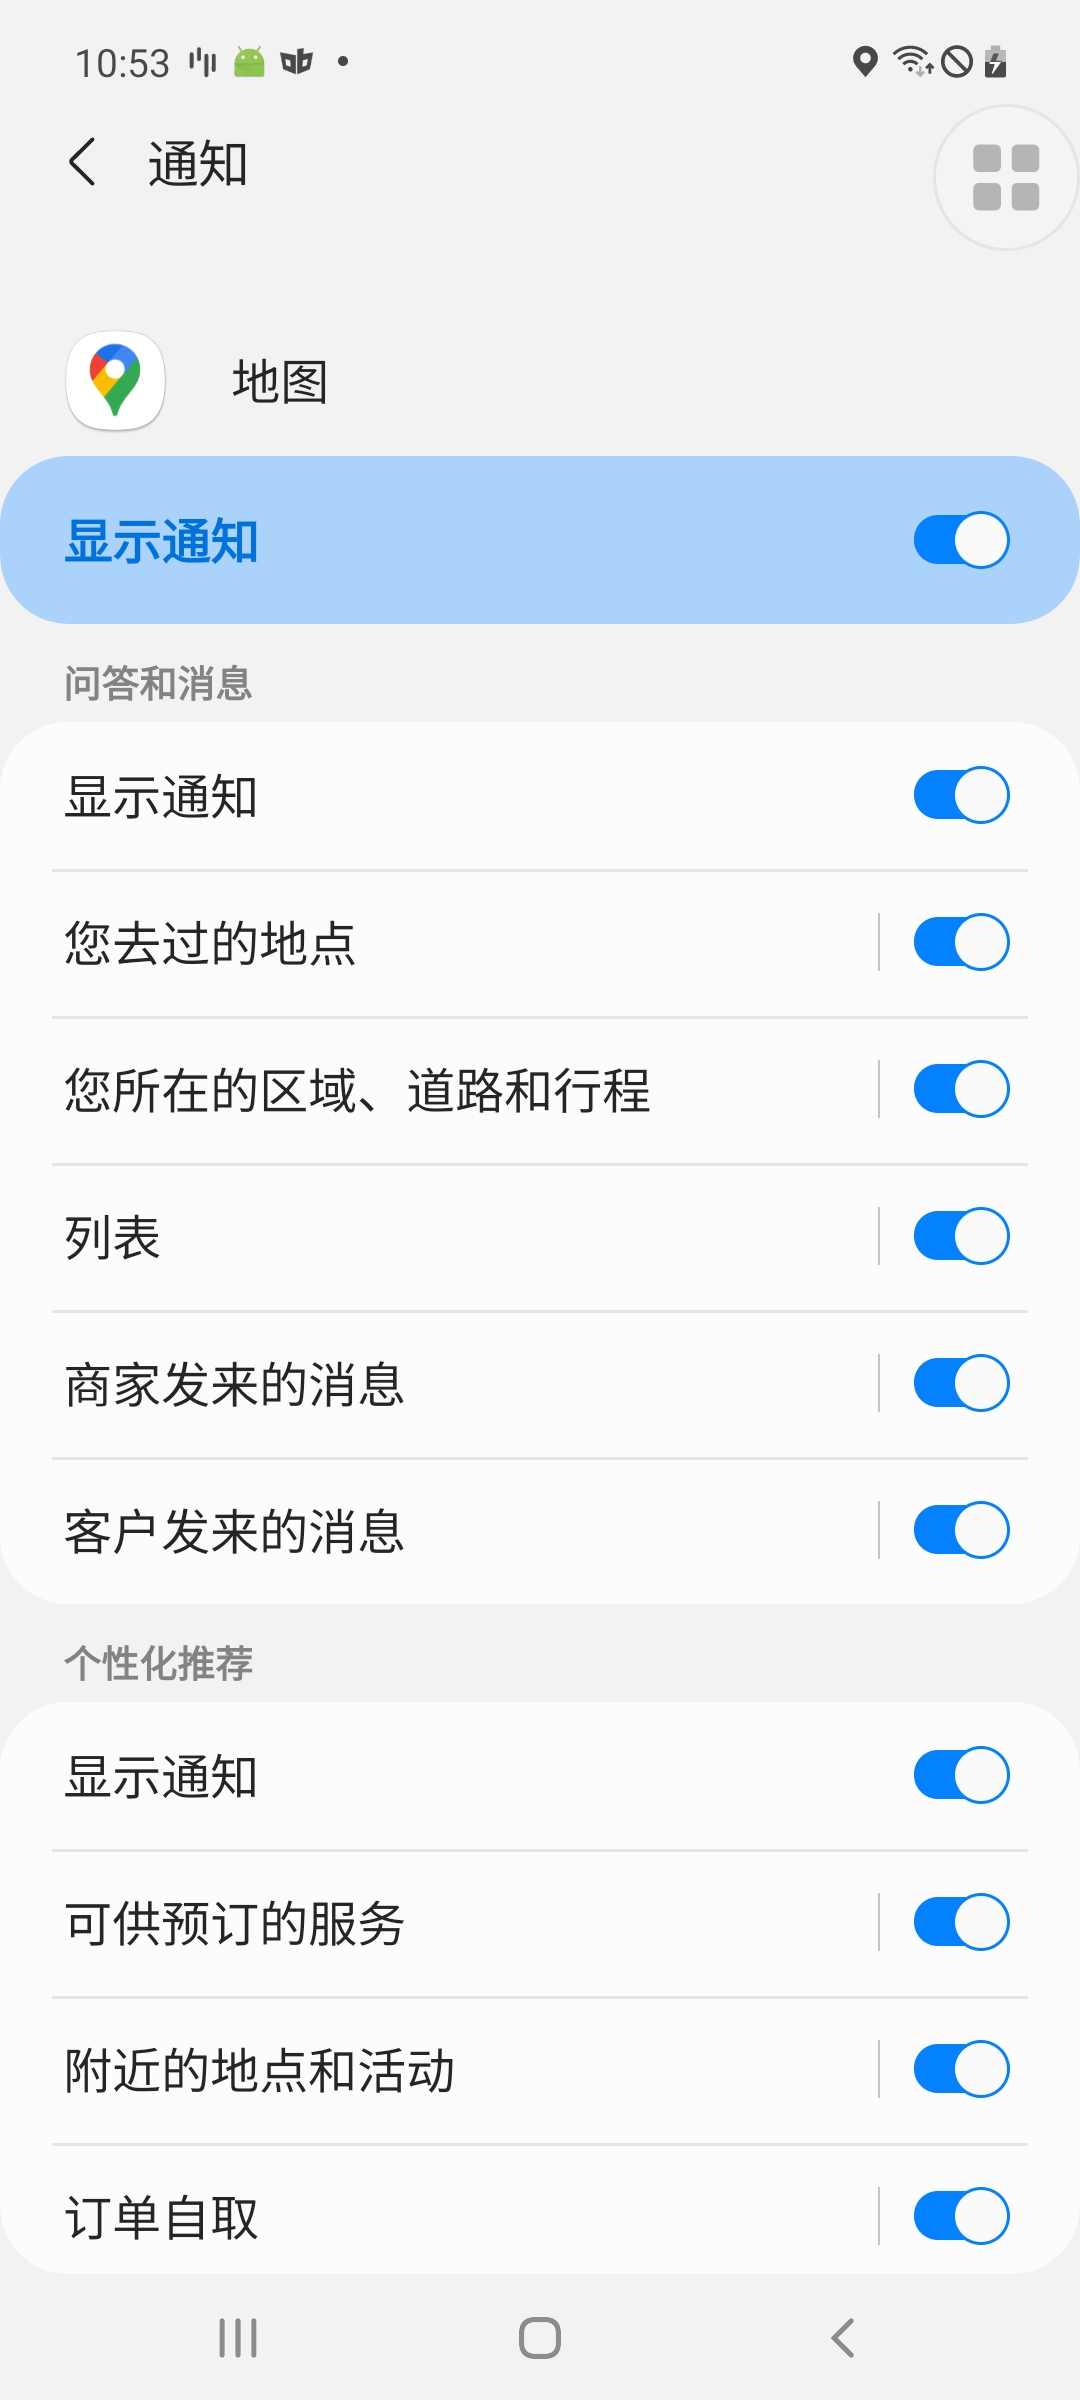 10:53
通知
地图
显示通知
问答和消息
显示通知
您去过的地点
您所在的区域、道路和行程
列表
商家发来的消息
客户发来的消息
个性化推荐
显示通知
可供预订的服务
附近的地点和活动
订单自取